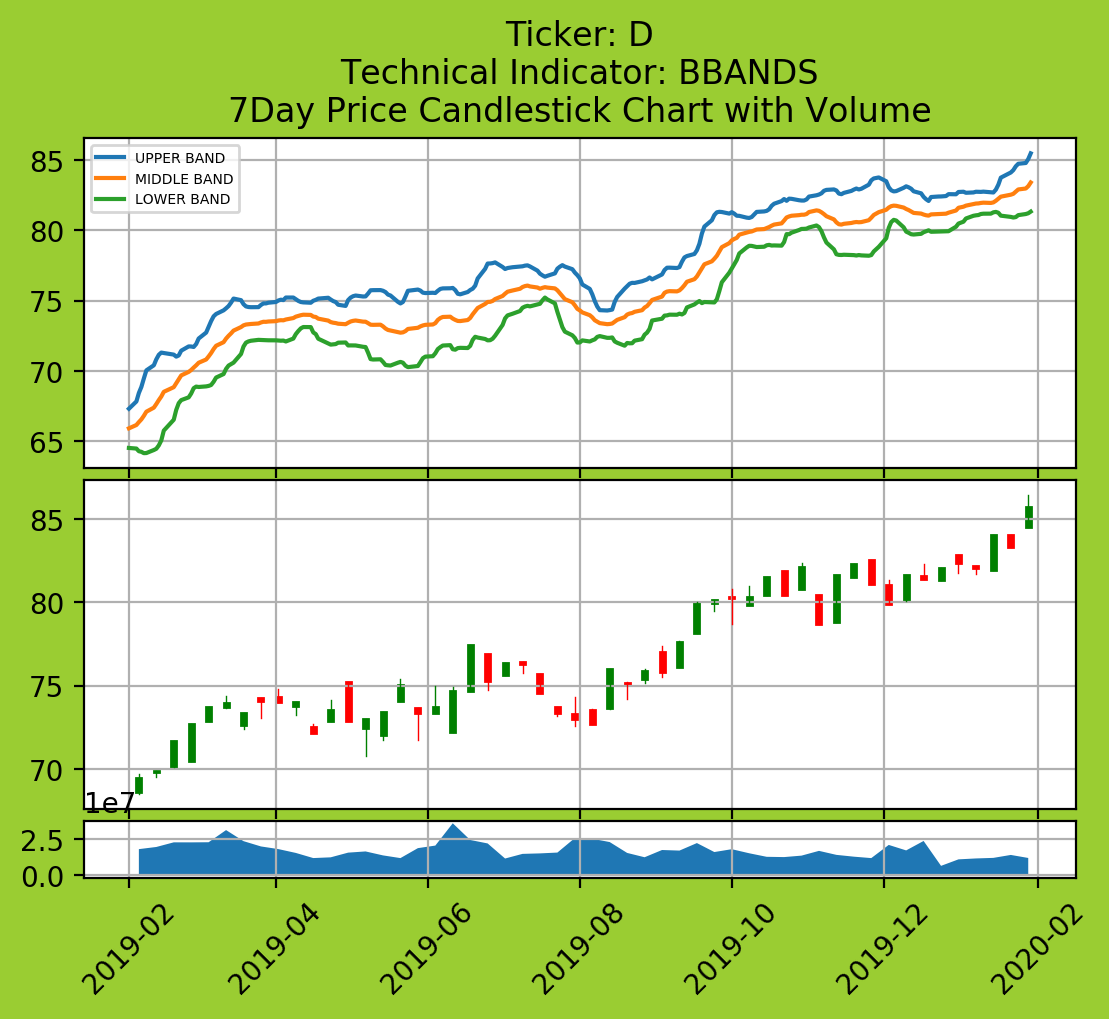 Ticker: D
Technical Indicator: BBANDS
7Day Price Candlestick Chart with Volume
UPPER BAND
MIDDLE BAND
LOWER BAND
85
80
75
70
65
85
80
75
70
1e7
2.5
0.0
2019-02
2019-04
2019-06
2019-08
2019-10
2019-12
2020-02